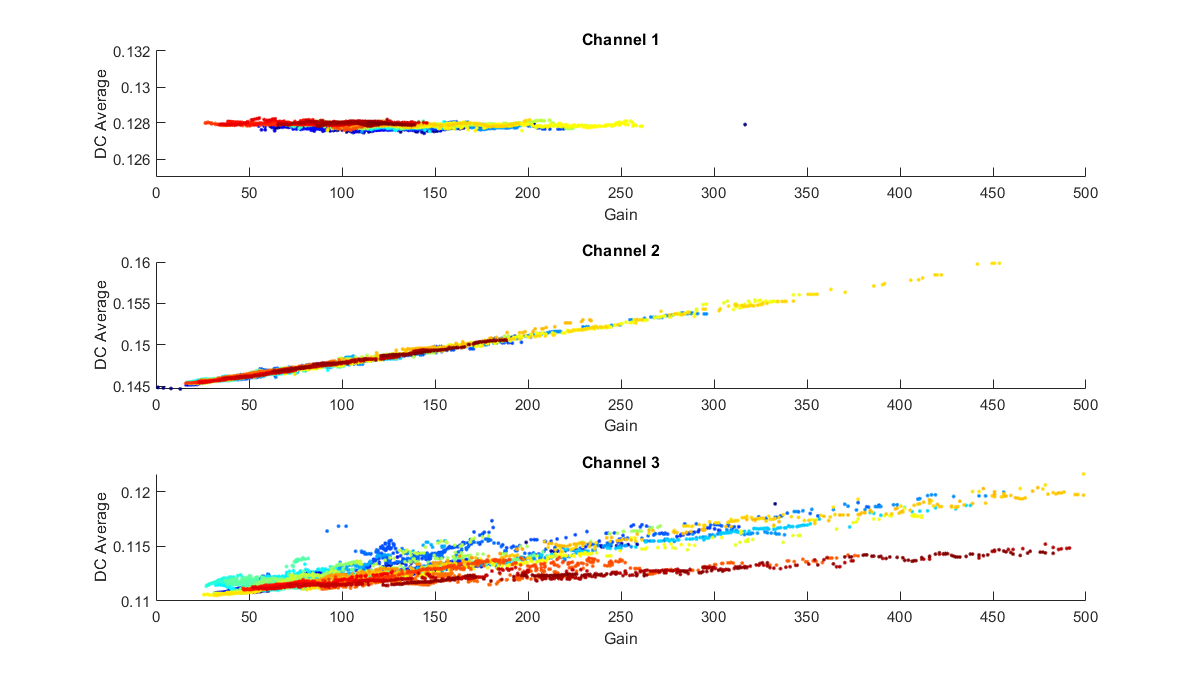 Channel 1
0.132
0.13
0.128
0.126
DC Average
0 50 100 150 200 250 300 350 400 450 500
Gain
Channel 2
0.16
0.155
0.15
0.145
DC Average
0 50 100 150 200 250 300 350 400 450 500
Gain
Channel 3
0.12
0.115
0.11
DC Average
0 50 100 150 200 250 300 350 400 450 500
Gain